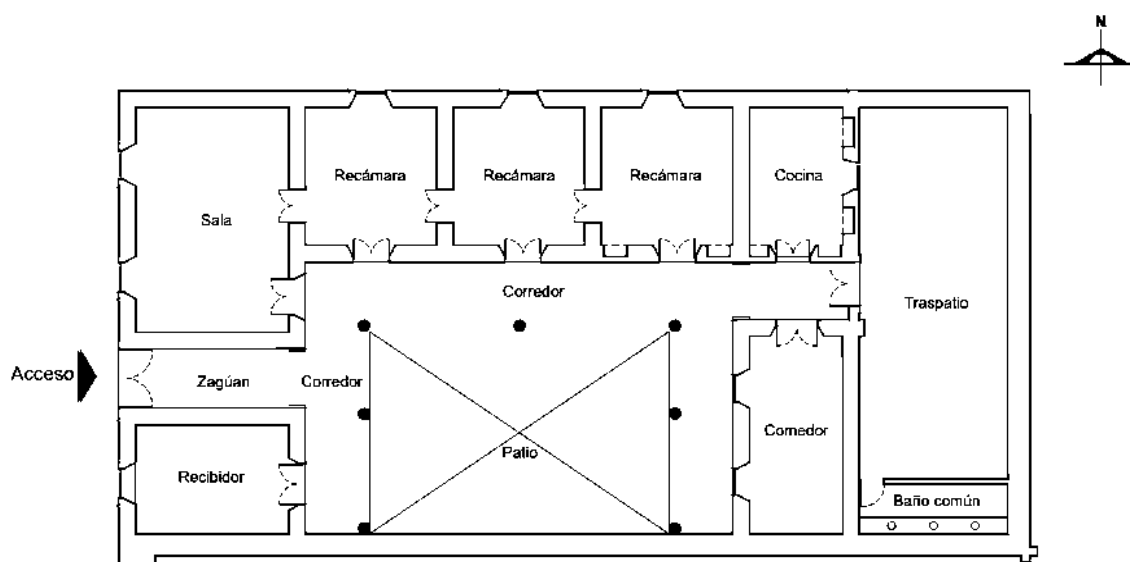 N
Recámara
Recámara
Recámara
Cocina
Sala
Corredor
Traspatio
Acceso
Zagúan
Corredor
Comedor
Patio
Recibidor
Baño común